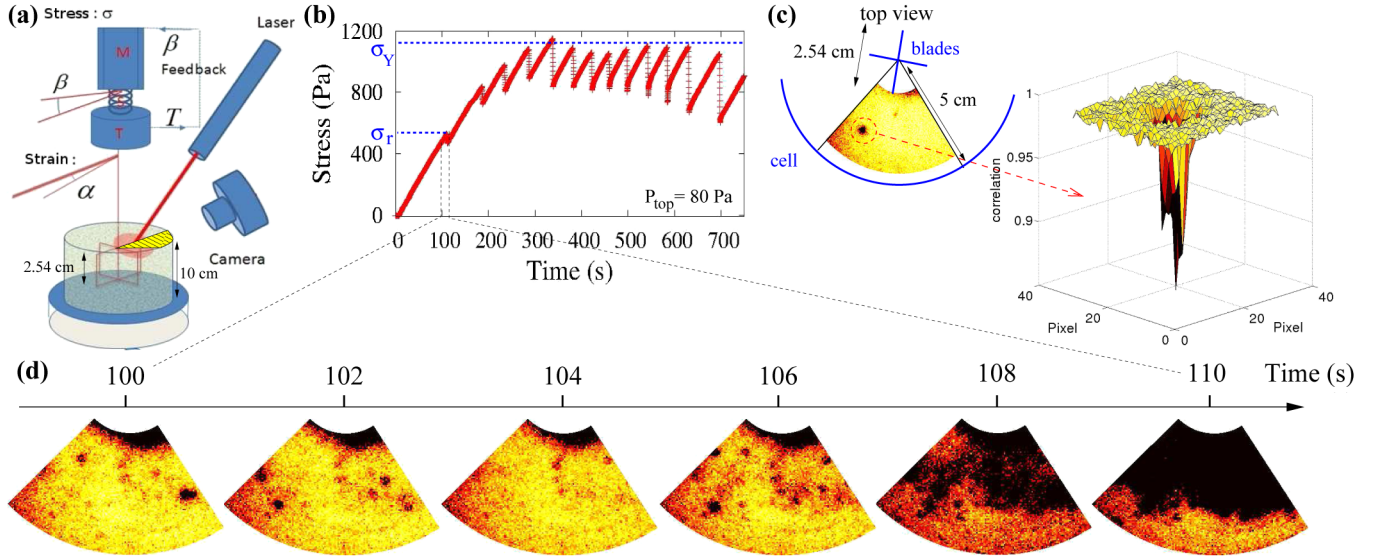 (a)
Stress : σ
Laser
M
β
Feedback
β
T
T
Strain :
α
Camera
2.54 cm
10 cm
(b)
1200
σY
800
σr
400
0
Stress (Pa)
Ptop= 80 Pa
0 100 200 300 400 500 600 700
Time (s)
(c)
top view
2.54 cm
blades
5 cm
cell
1
0.95
0.9
correlation
40
20
0
Pixel
0
20
40
Pixel
(d)
100 102 104 106 108 110 Time (s)